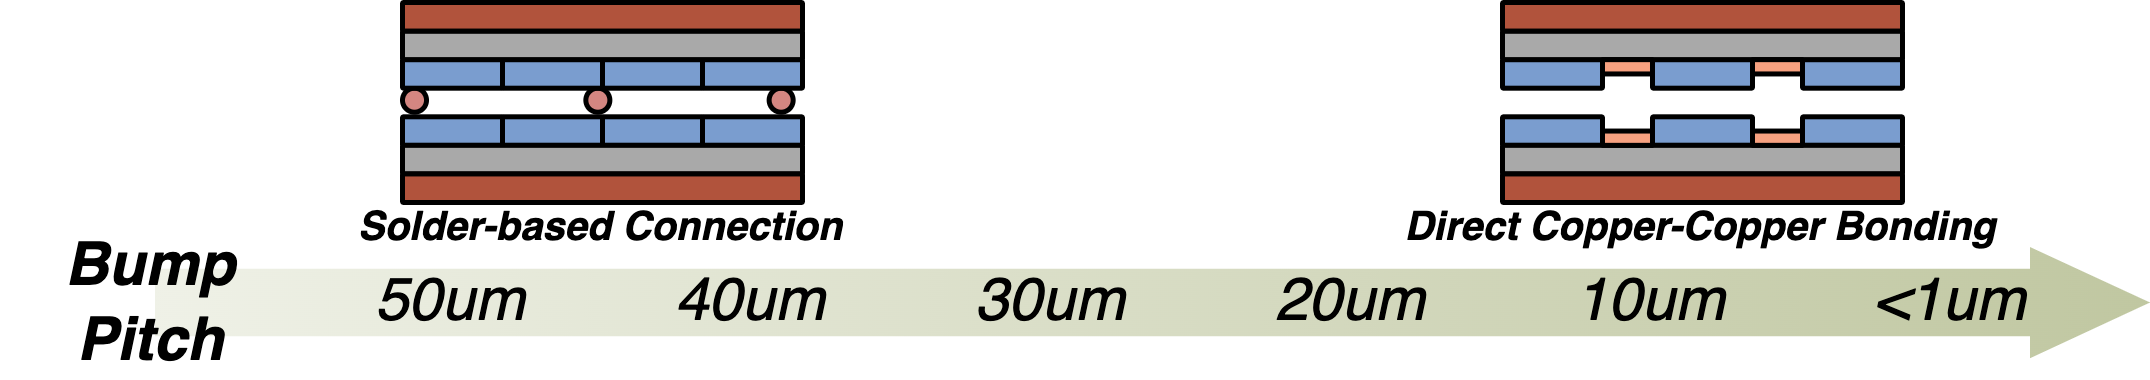 Solder-based Connection
Direct Copper-Copper Bonding
Bump
Pitch
50um 40um 30um 20um 10um <1um